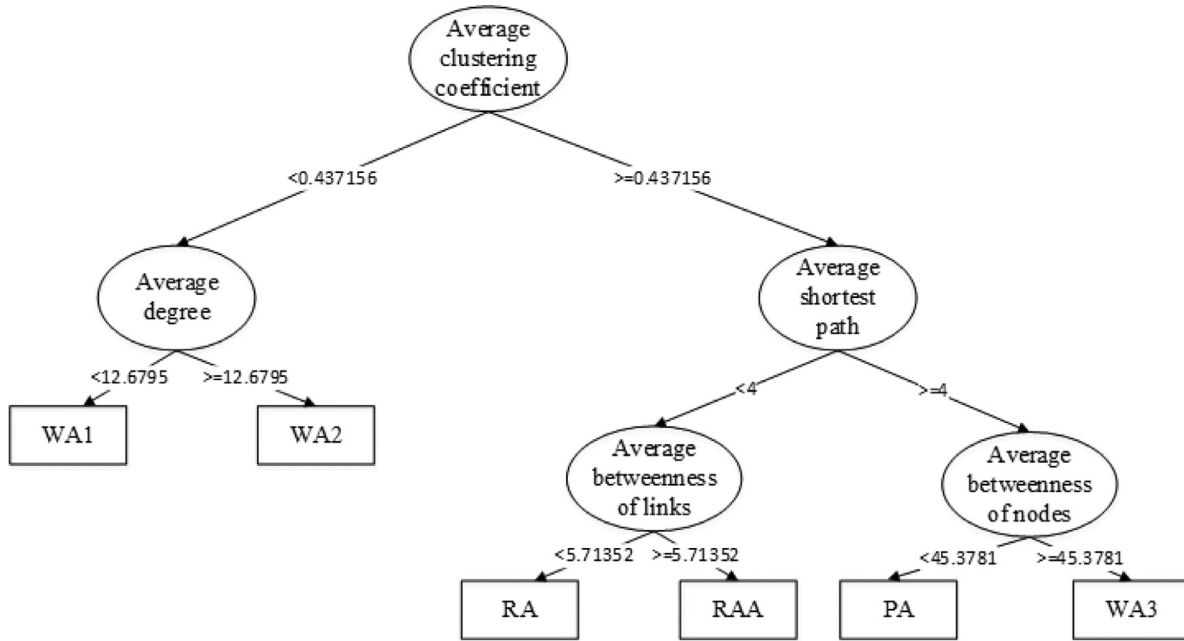 Average
clustering
coefficient
<0.437156
>=0.437156
Average
degree
Average
shortest
path
<12.6795
>=12.6795
<4
>=4
WA1
WA2
Average
betweenness
of links
Average
betweenness
of nodes
<5.71352
>=5.71352
<45.3781
>=45.3781
RA
RAA
PA
WA3